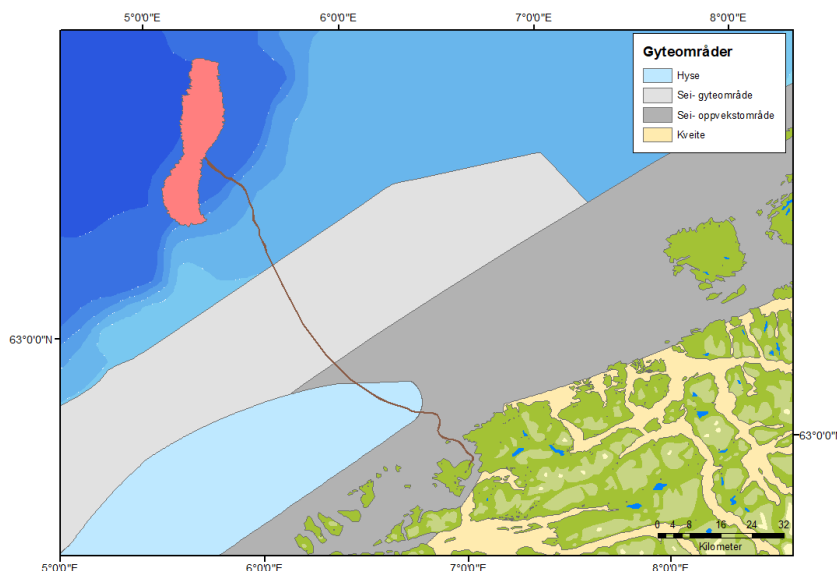 5°0'0"E 6°0'0"E 7°0'0"E 8°0'0"E
Gyteområder
Hyse
Sei- gyteområde
Sei- oppvekstområde
Kveite
63°0'0"N
63°0'0"N
0 4 8 16 24 32
Kilometer
5°0'0"E 6°0'0"E 7°0'0"E 8°0'0"E